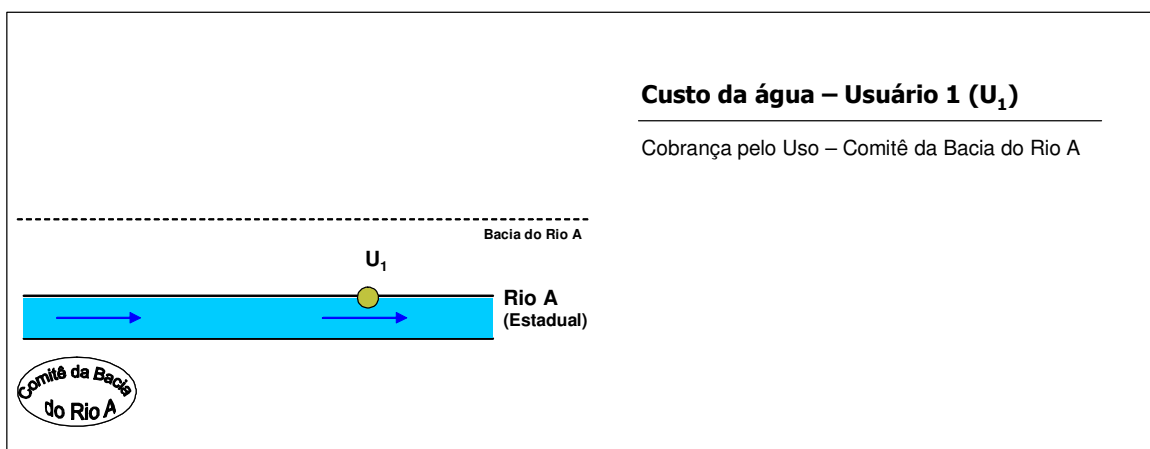 Custo da água – Usuário 1 (U₁)
Cobrança pelo Uso – Comitê da Bacia do Rio A
Bacia do Rio A
U₁
Rio A
(Estadual)
Comitê da Bacia
do Rio A